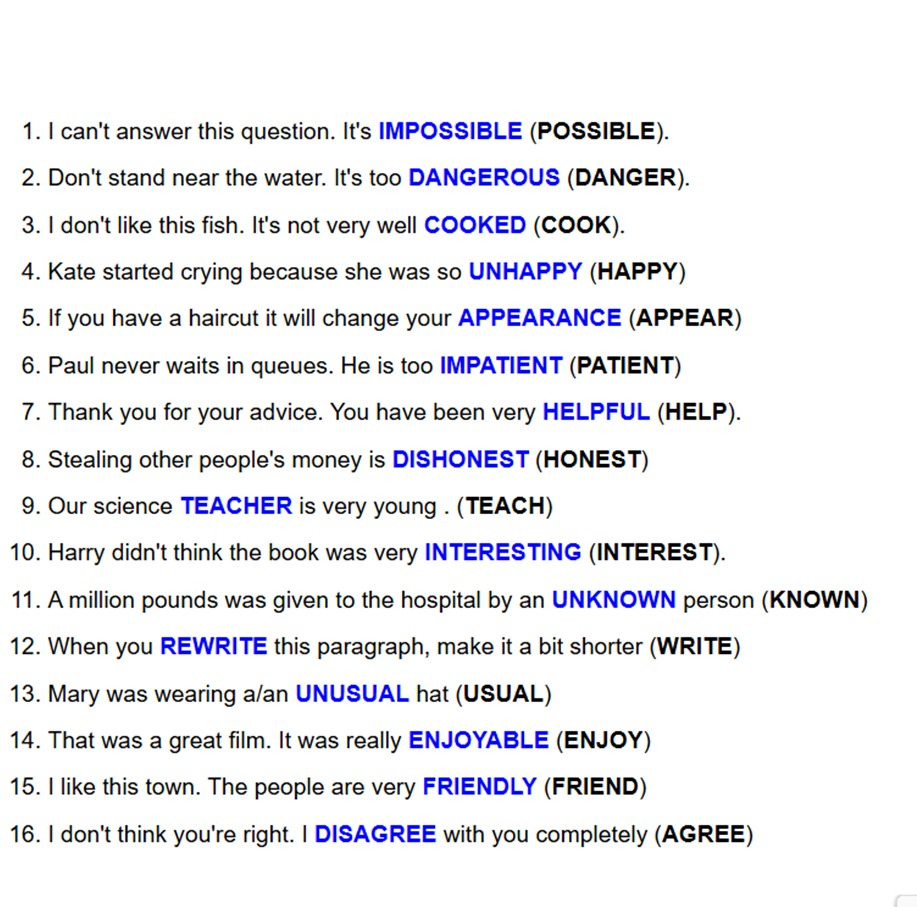 1. I can't answer this question. It's IMPOSSIBLE (POSSIBLE).
2. Don't stand near the water. It's too DANGEROUS (DANGER).
3. I don't like this fish. It's not very well COOKED (COOK).
4. Kate started crying because she was so UNHAPPY (HAPPY)
5. If you have a haircut it will change your APPEARANCE (APPEAR)
6. Paul never waits in queues. He is too IMPATIENT (PATIENT)
7. Thank you for your advice. You have been very HELPFUL (HELP).
8. Stealing other people's money is DISHONEST (HONEST)
9. Our science TEACHER is very young . (TEACH)
10. Harry didn't think the book was very INTERESTING (INTEREST).
11. A million pounds was given to the hospital by an UNKNOWN person (KNOWN)
12. When you REWRITE this paragraph, make it a bit shorter (WRITE)
13. Mary was wearing a/an UNUSUAL hat (USUAL)
14. That was a great film. It was really ENJOYABLE (ENJOY)
15. I like this town. The people are very FRIENDLY (FRIEND)
16. I don't think you're right. I DISAGREE with you completely (AGREE)